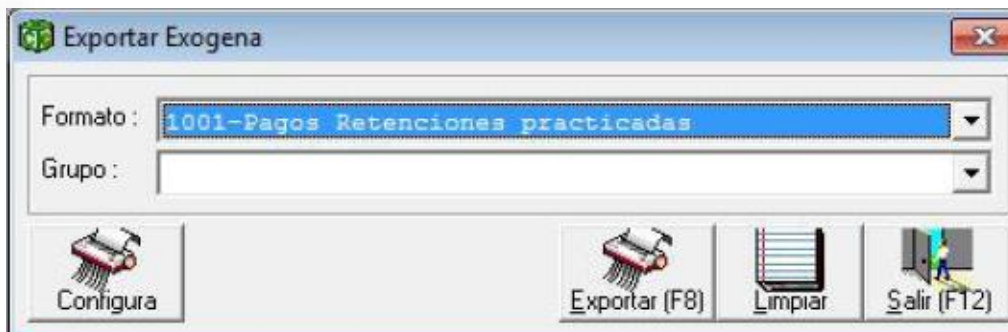 Exportar Exogena
Formato : 1001-Pagos Retenciones practicadas
Grupo :
Configura Exportar (F8) Limpiar Salir (F12)